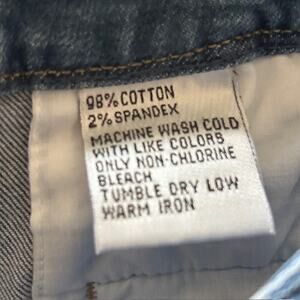 98% COTTON
2% SPANDEX
MACHINE WASH COLD
WITH LIKE COLORS
ONLY NON-CHLORINE
BLEACH
TUMBLE DRY LOW
WARM IRON